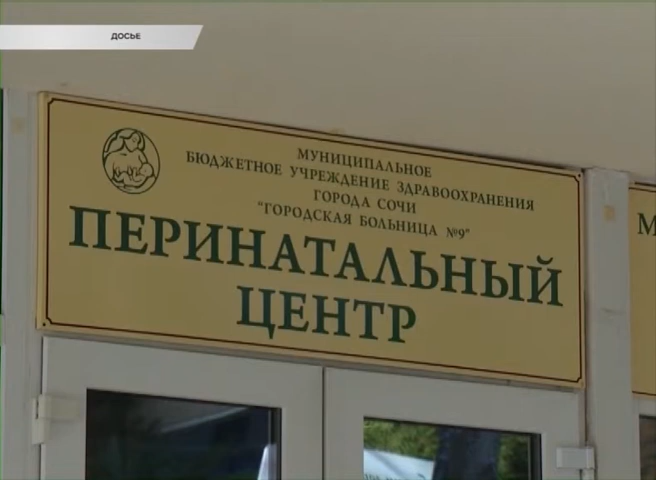 ДОСЬЕ
МУНИЦИПАЛЬНОЕ
БЮДЖЕТНОЕ УЧРЕЖДЕНИЕ ЗДРАВООХРАНЕНИЯ
ГОРОДА СОЧИ
"ГОРОДСКАЯ БОЛЬНИЦА №9"
ПЕРИНАТАЛЬНЫЙ
ЦЕНТР